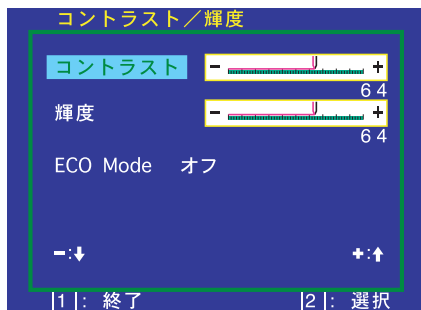 コントラスト／輝度
コントラスト - +
64
輝度 - +
64
ECO Mode オフ
-:↓ +:↑
1: 終了 2: 選択